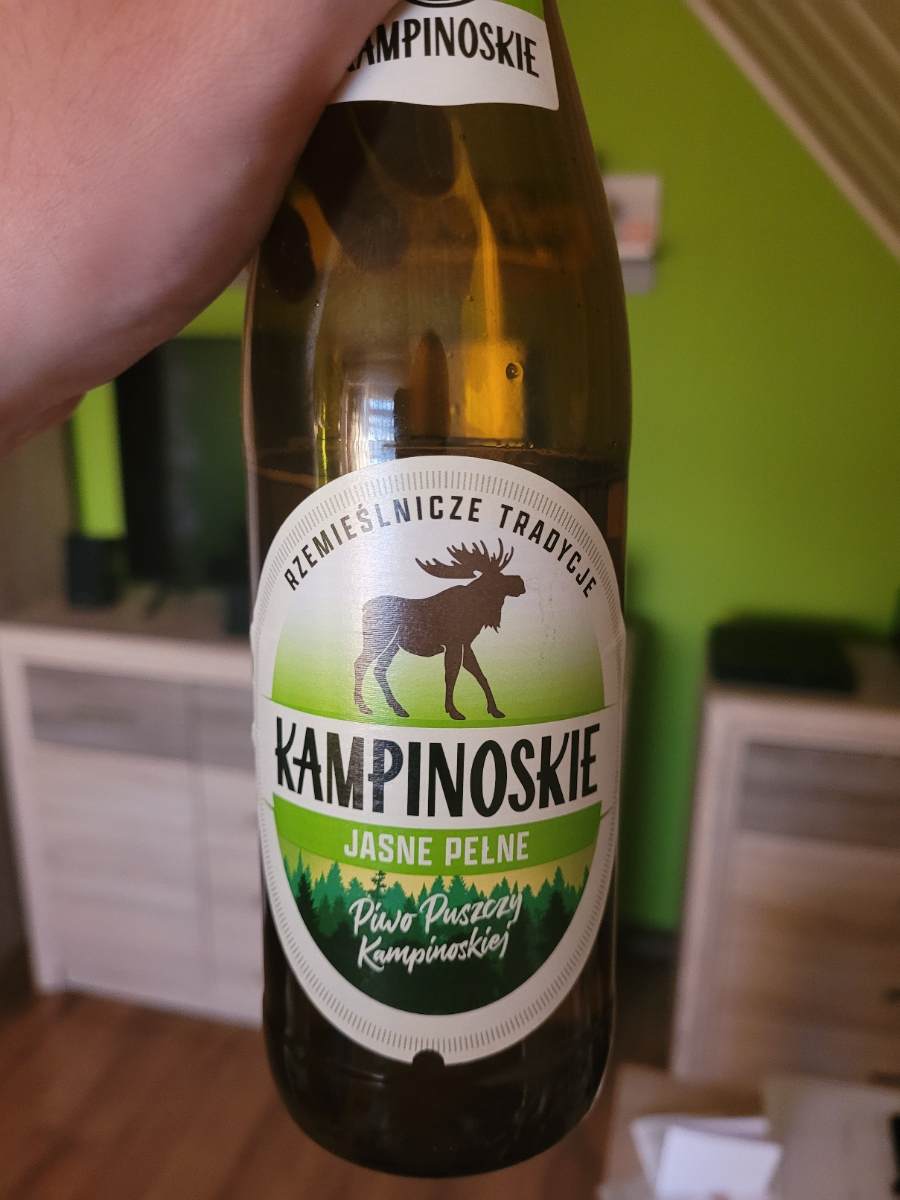 KAMPINOSKIE
RZEMIEŚLNICZE TRADYCJE
KAMPINOSKIE
JASNE PEŁNE
Piwo Puszczy
Kampinoskiej